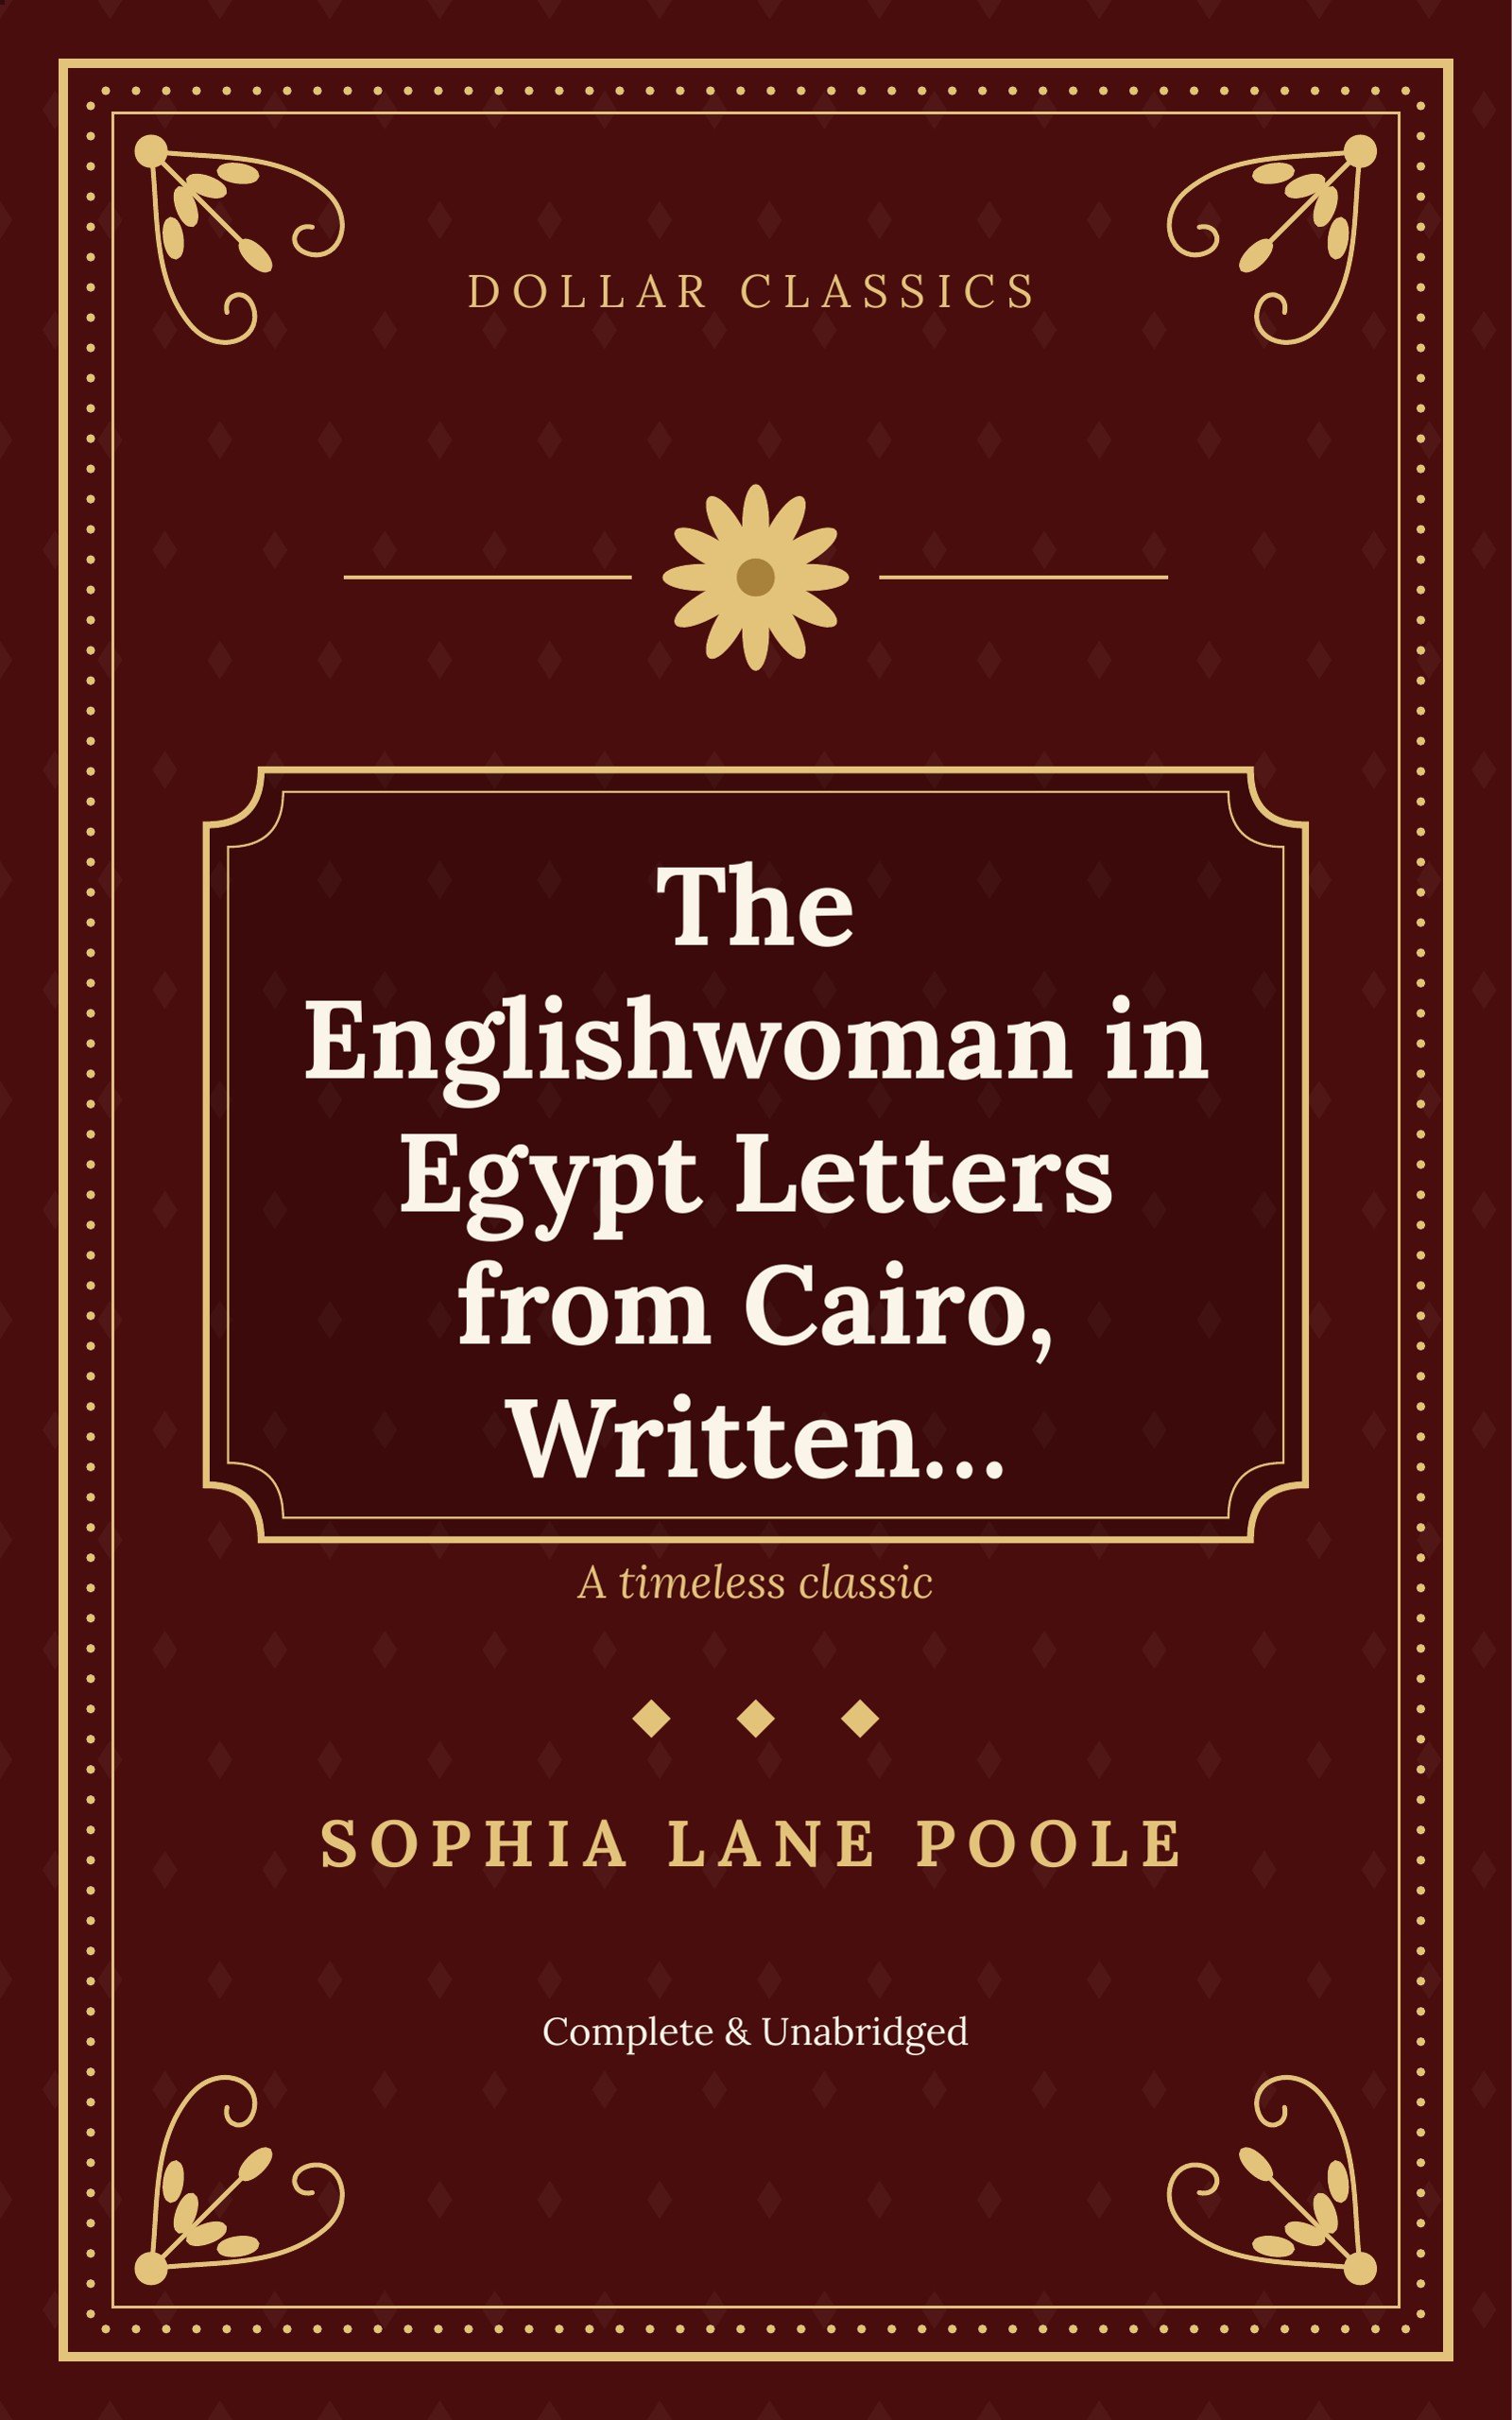 DOLLAR CLASSICS
The
Englishwoman in
Egypt Letters
from Cairo,
Written...
A timeless classic
SOPHIA LANE POOLE
Complete & Unabridged